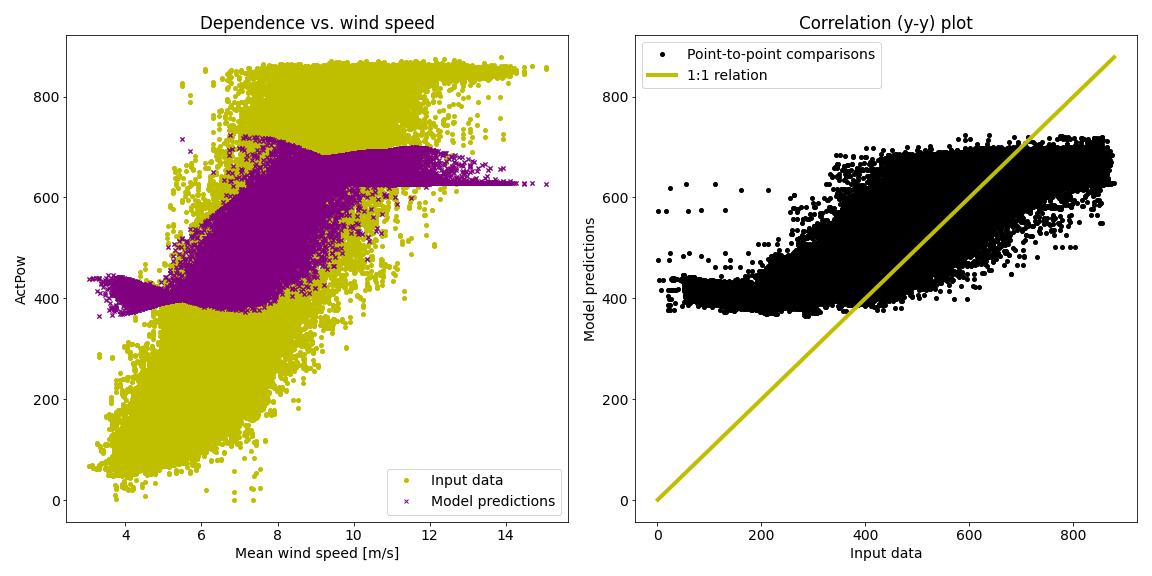 Dependence vs. wind speed
ActPow
800
600
400
200
0
4 6 8 10 12 14
Mean wind speed [m/s]
Input data
Model predictions
Correlation (y-y) plot
Point-to-point comparisons
1:1 relation
Model predictions
800
600
400
200
0
0 200 400 600 800
Input data